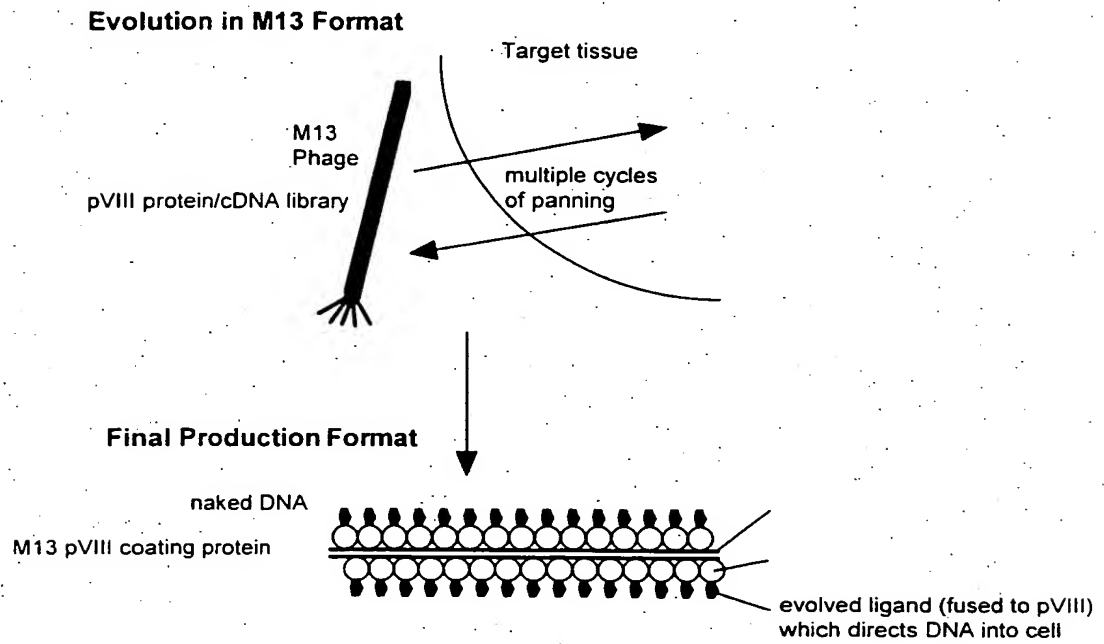 Evolution in M13 Format
Target tissue
M13
Phage
pVIII protein/cDNA library
multiple cycles
of panning
Final Production Format
naked DNA
M13 pVIII coating protein
evolved ligand (fused to pVIII)
which directs DNA into cell